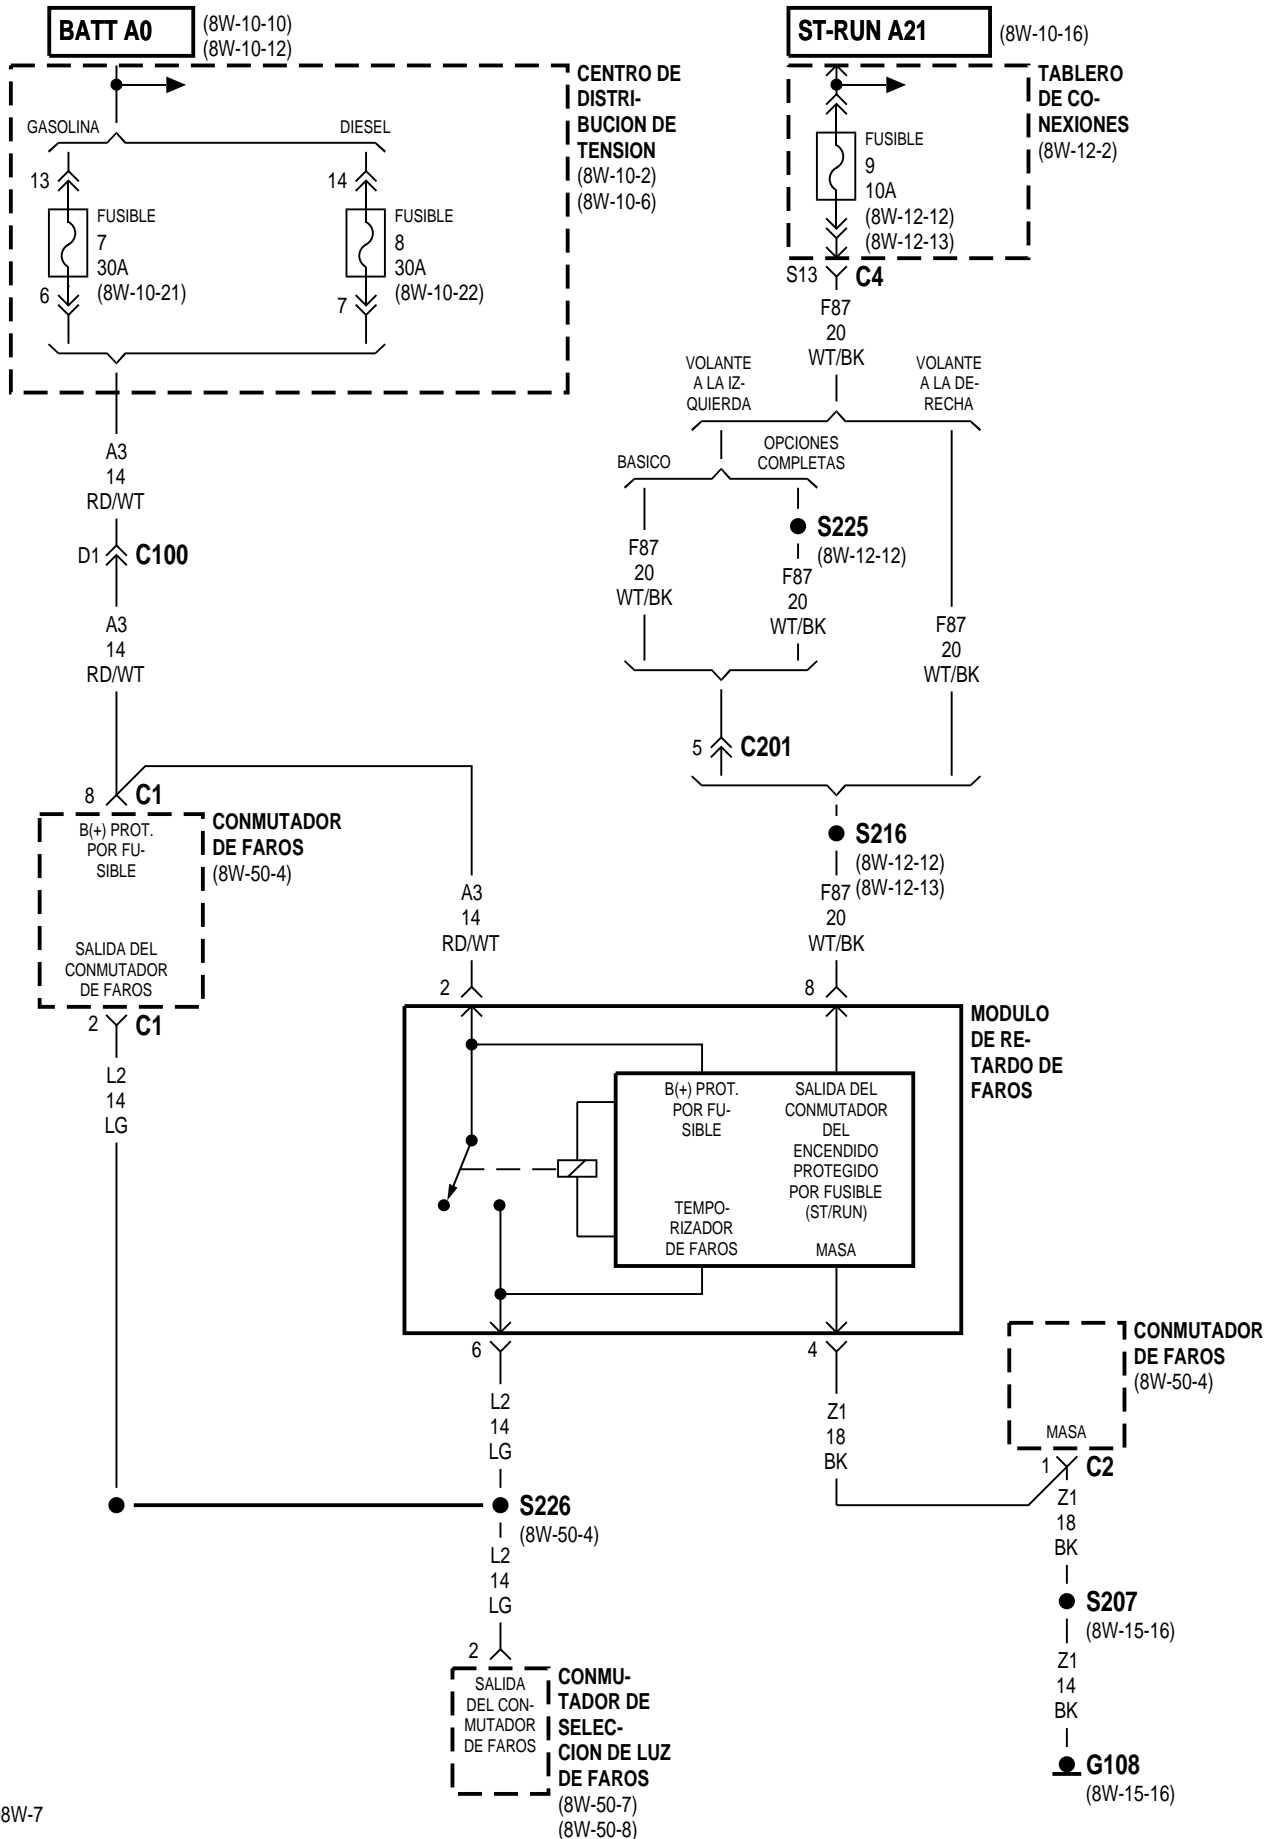 BATT A0
(8W-10-10)
(8W-10-12)
ST-RUN A21
(8W-10-16)
CENTRO DE
DISTRI-
BUCION DE
TENSION
(8W-10-2)
(8W-10-6)
GASOLINA
DIESEL
13
FUSIBLE
7
30A
(8W-10-21)
6
14
FUSIBLE
8
30A
(8W-10-22)
7
TABLERO
DE CO-
NEXIONES
(8W-12-2)
FUSIBLE
9
10A
(8W-12-12)
(8W-12-13)
S13
C4
F87
20
WT/BK
VOLANTE
A LA IZ-
QUIERDA
VOLANTE
A LA DE-
RECHA
BASICO
OPCIONES
COMPLETAS
S225
(8W-12-12)
F87
20
WT/BK
F87
20
WT/BK
F87
20
WT/BK
5
C201
S216
(8W-12-12)
(8W-12-13)
F87
20
WT/BK
8
A3
14
RD/WT
D1
C100
A3
14
RD/WT
8
C1
B(+) PROT.
POR FU-
SIBLE
CONMUTADOR
DE FAROS
(8W-50-4)
SALIDA DEL
CONMUTADOR
DE FAROS
2
C1
L2
14
LG
A3
14
RD/WT
2
MODULO
DE RE-
TARDO DE
FAROS
B(+) PROT.
POR FU-
SIBLE
SALIDA DEL
CONMUTADOR
DEL
ENCENDIDO
PROTEGIDO
POR FUSIBLE
(ST/RUN)
TEMPO-
RIZADOR
DE FAROS
MASA
6
4
L2
14
LG
Z1
18
BK
CONMUTADOR
DE FAROS
(8W-50-4)
MASA
1
C2
Z1
18
BK
S226
(8W-50-4)
L2
14
LG
S207
(8W-15-16)
Z1
14
BK
G108
(8W-15-16)
2
SALIDA
DEL CON-
MUTADOR
DE FAROS
CONMU-
TADOR DE
SELEC-
CION DE LUZ
DE FAROS
(8W-50-7)
(8W-50-8)
8W-7